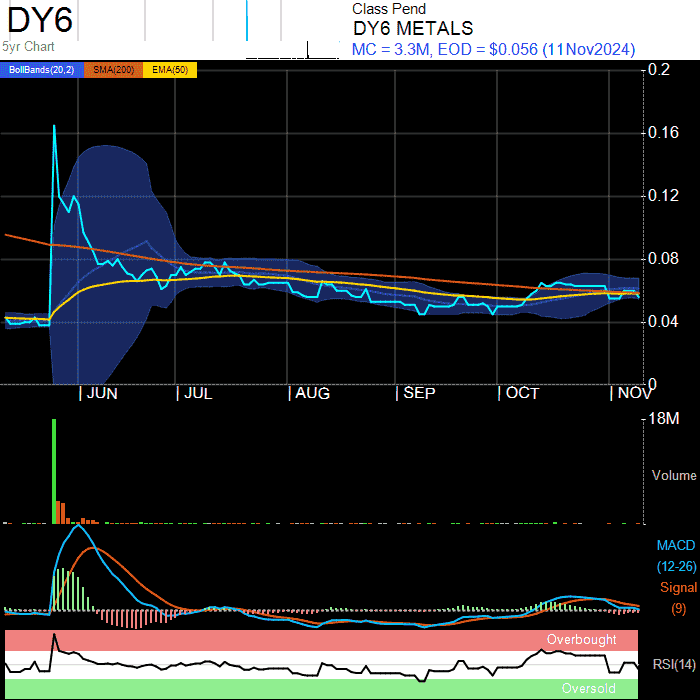 DY6
Class Pend
DY6 METALS
5yr Chart
MC = 3.3M, EOD = $0.056 (11Nov2024)
BollBands(20,2) SMA(200) EMA(50)
0.2
0.16
0.12
0.08
0.04
0
JUN JUL AUG SEP OCT NOV
18M
Volume
MACD
(12-26)
Signal
(9)
Overbought
RSI(14)
Oversold